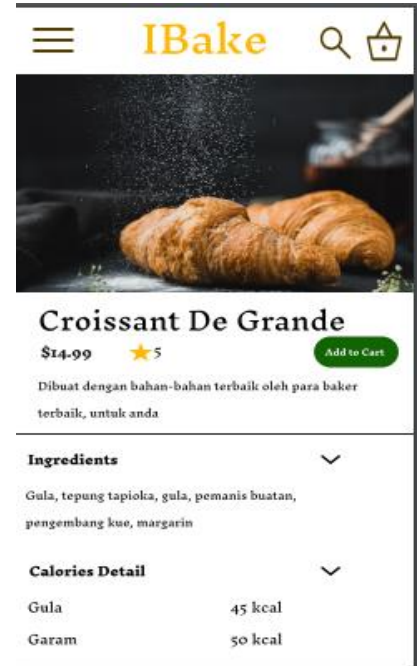 IBake
Croissant De Grande
$14.99 5 Add to Cart
Dibuat dengan bahan-bahan terbaik oleh para baker
terbaik, untuk anda
Ingredients
Gula, tepung tapioka, gula, pemanis buatan,
pengembang kue, margarin
Calories Detail
Gula 45 kcal
Garam 50 kcal